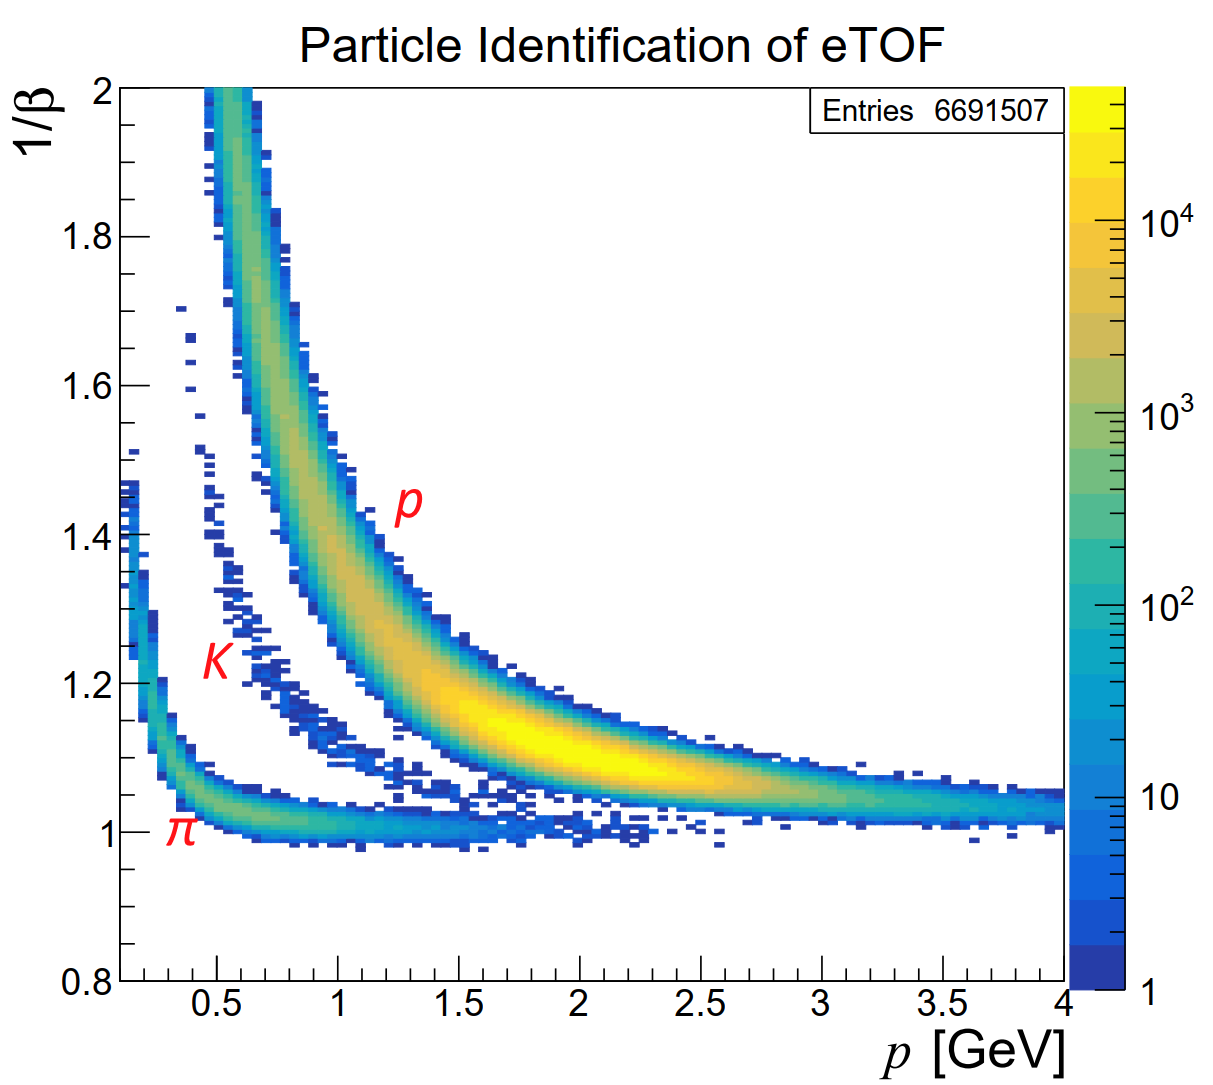 Particle Identification of eTOF
1/β
Entries 6691507
2
1.8
1.6
1.4
1.2
1
0.8
p
K
π
0.5 1 1.5 2 2.5 3 3.5 4
p [GeV]
10⁴
10³
10²
10
1